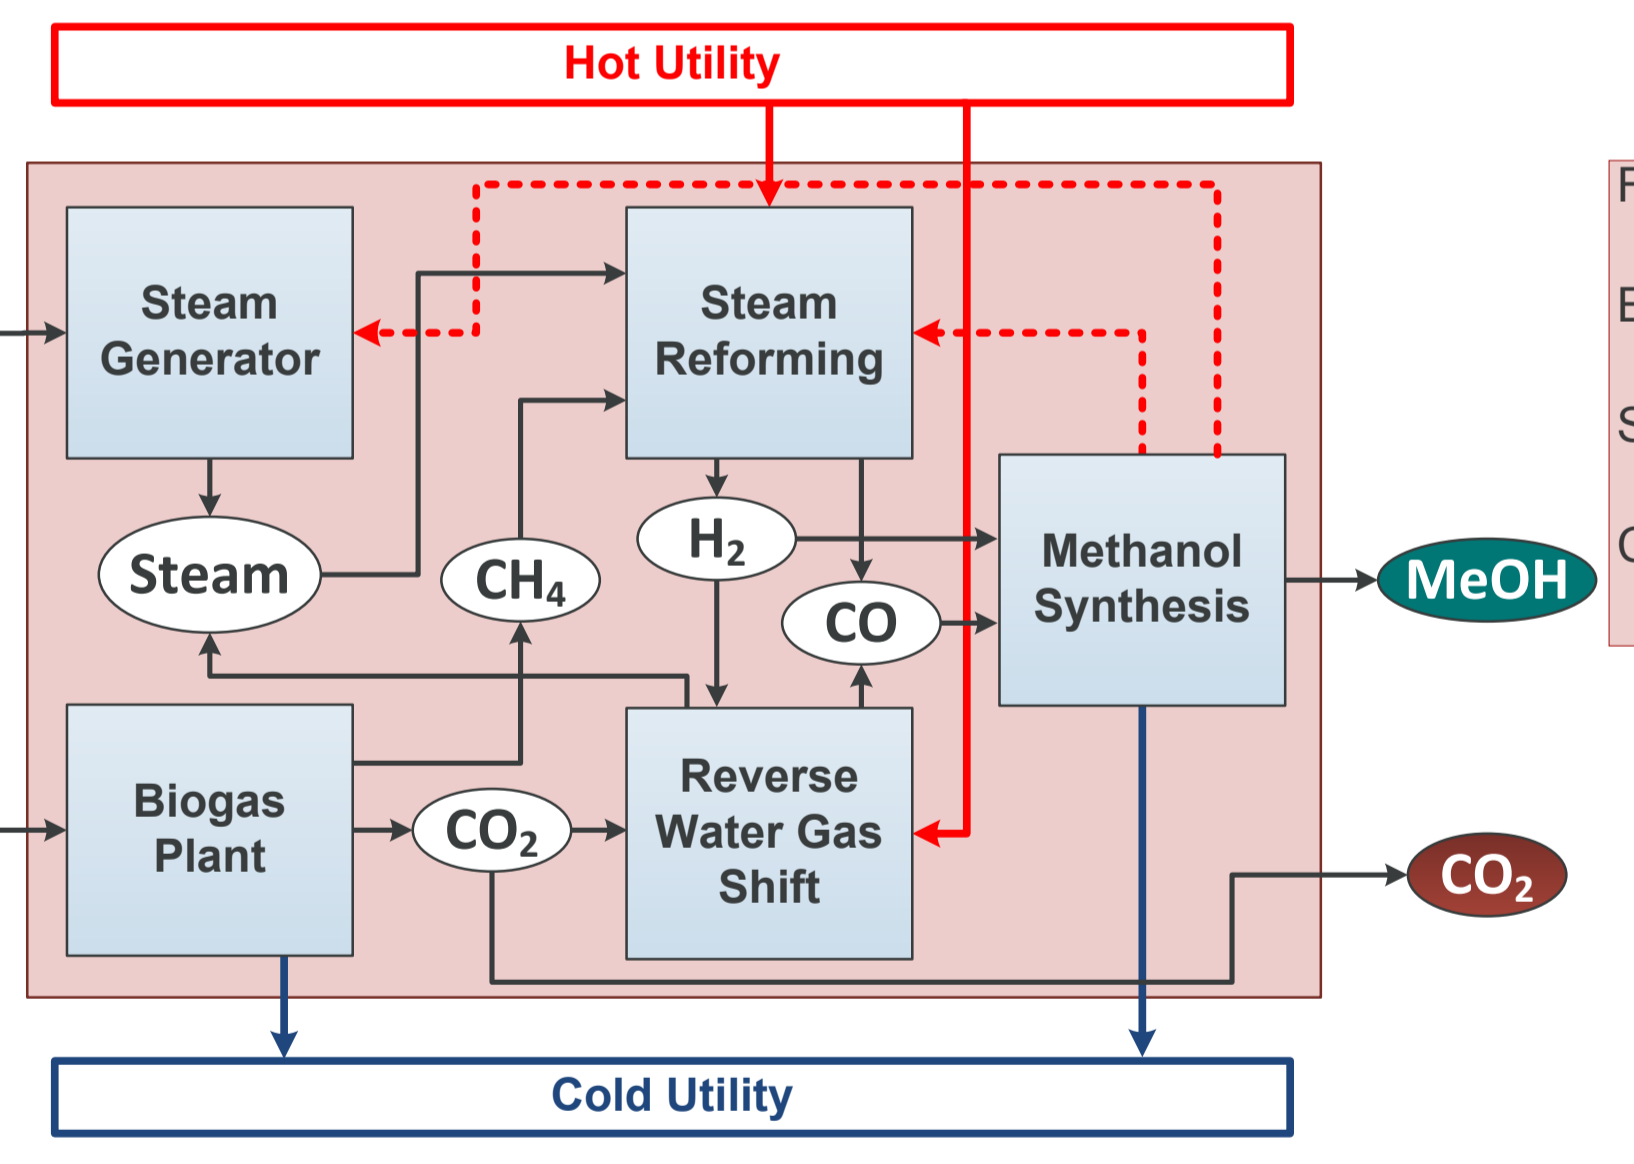 Hot Utility
Steam
Generator
Steam
Reforming
Steam
CH₄
H₂
CO
Methanol
Synthesis
MeOH
Biogas
Plant
CO₂
Reverse
Water Gas
Shift
CO₂
Cold Utility